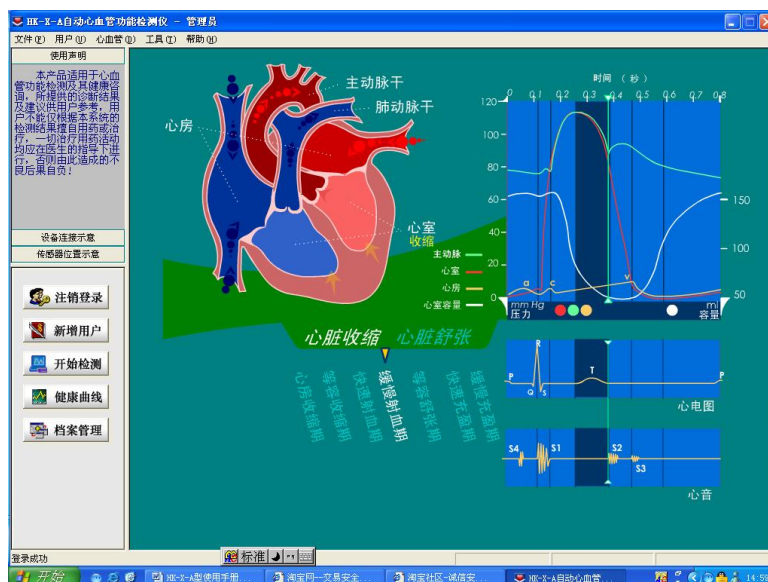 HK-X-A自动心血管功能检测仪 - 管理员
文件(F) 用户(U) 心血管(D) 工具(T) 帮助(H)
使用声明
本产品适用于心血
管功能检测及其健康咨
询，所提供的诊断结果
及建议供用户参考，用
户不能仅根据本系统的
检测结果擅自用药或治
疗，一切治疗用药活动
均应在医生的指导下进
行，否则由此造成的不
良后果自负！
设备连接示意
传感器位置示意
注销登录
新增用户
开始检测
健康曲线
档案管理
主动脉干
肺动脉干
心房
心室
收缩
主动脉
心室
心房
心室容量
心脏收缩 心脏舒张
心房收缩期
等容收缩期
快速射血期
缓慢射血期
等容舒张期
快速充盈期
缓慢充盈期
时间 （秒）
0 0.1 0.2 0.3 0.4 0.5 0.6 0.7 0.8
120
100
80
60
40
20
0
150
100
50
a c v
mm Hg
压力
ml
容量
P Q R S T P
心电图
S4 S1 S2 S3
心音
登录成功
标准
开始
HK-X-A型使用手册...
淘宝网--交易安全...
淘宝社区-诚信安...
HK-X-A自动心血管...